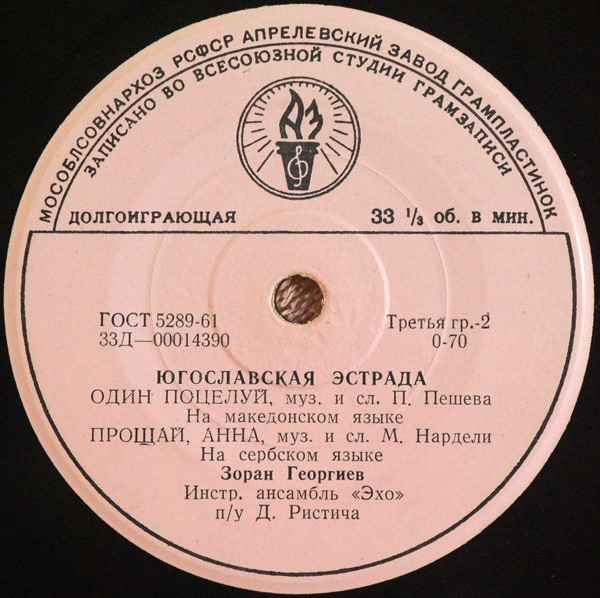 МОСОБЛСОВНАРХОЗ РСФСР АПРЕЛЕВСКИЙ ЗАВОД ГРАМПЛАСТИНОК
ЗАПИСАНО ВО ВСЕСОЮЗНОЙ СТУДИИ ГРАМЗАПИСИ
АЗ
ДОЛГОИГРАЮЩАЯ 33 ⅓ об. в мин.
ГОСТ 5289-61 Третья гр.-2
33Д—00014390 0-70
ЮГОСЛАВСКАЯ ЭСТРАДА
ОДИН ПОЦЕЛУЙ, муз. и сл. П. Пешева
На македонском языке
ПРОЩАЙ, АННА, муз. и сл. М. Нардели
На сербском языке
Зоран Георгиев
Инстр. ансамбль «Эхо»
п/у Д. Ристича